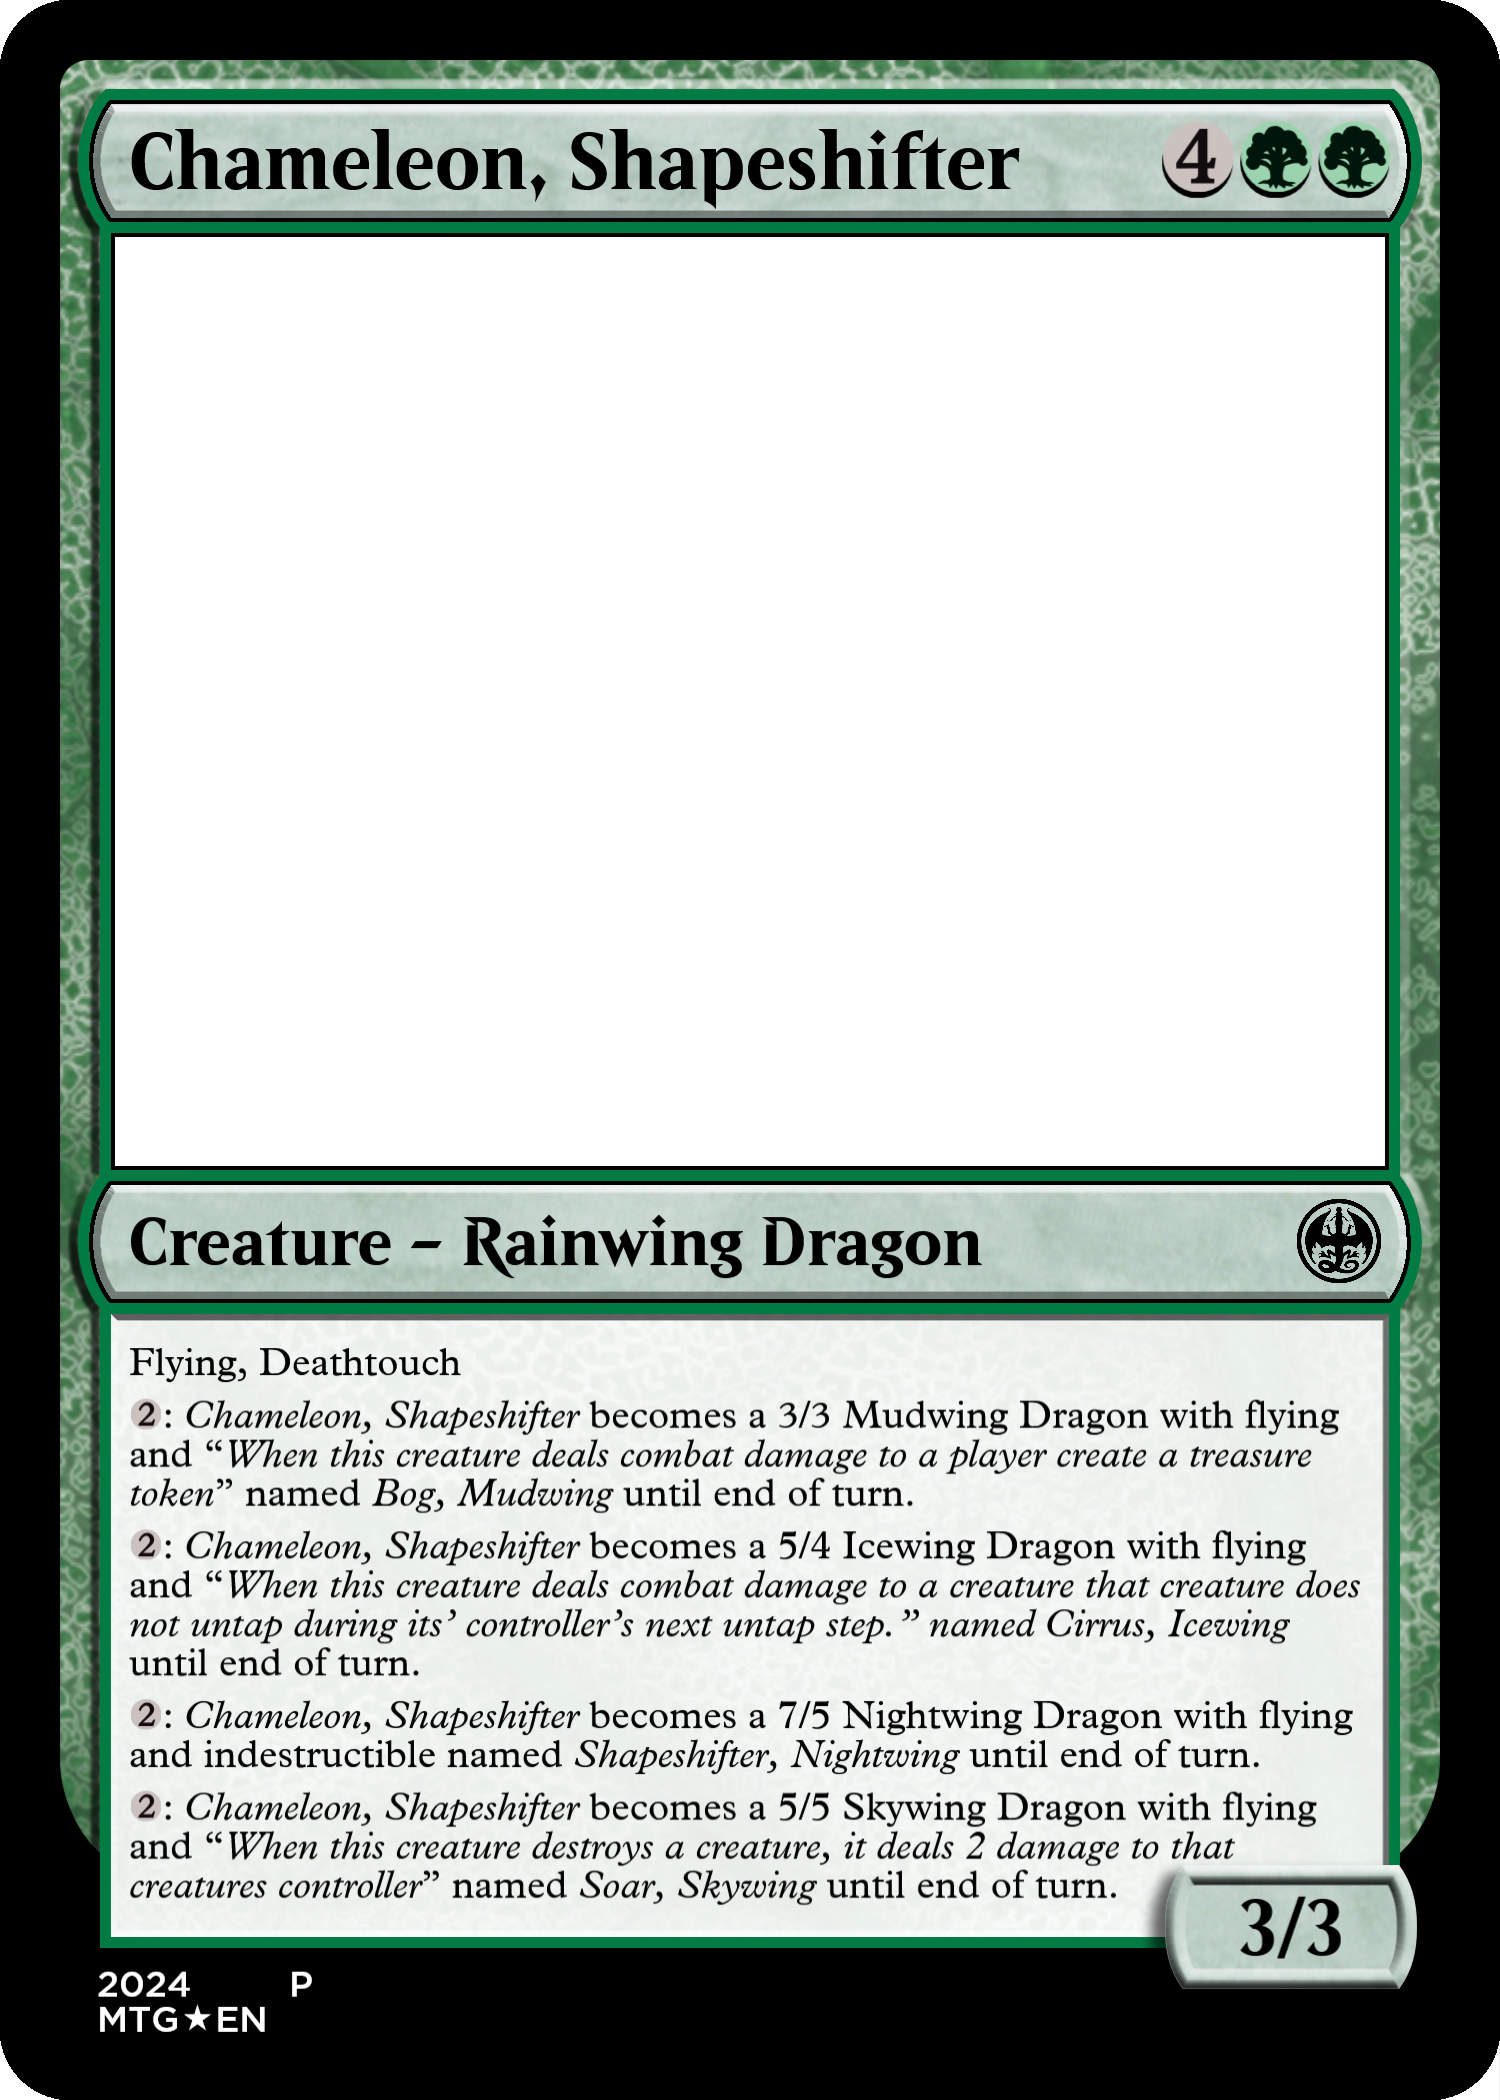 Chameleon, Shapeshifter 4
Creature – Rainwing Dragon
Flying, Deathtouch
2: Chameleon, Shapeshifter becomes a 3/3 Mudwing Dragon with flying
and “When this creature deals combat damage to a player create a treasure
token” named Bog, Mudwing until end of turn.
2: Chameleon, Shapeshifter becomes a 5/4 Icewing Dragon with flying
and “When this creature deals combat damage to a creature that creature does
not untap during its’ controller’s next untap step.” named Cirrus, Icewing
until end of turn.
2: Chameleon, Shapeshifter becomes a 7/5 Nightwing Dragon with flying
and indestructible named Shapeshifter, Nightwing until end of turn.
2: Chameleon, Shapeshifter becomes a 5/5 Skywing Dragon with flying
and “When this creature destroys a creature, it deals 2 damage to that
creatures controller” named Soar, Skywing until end of turn.
3/3
2024 P
MTG★EN